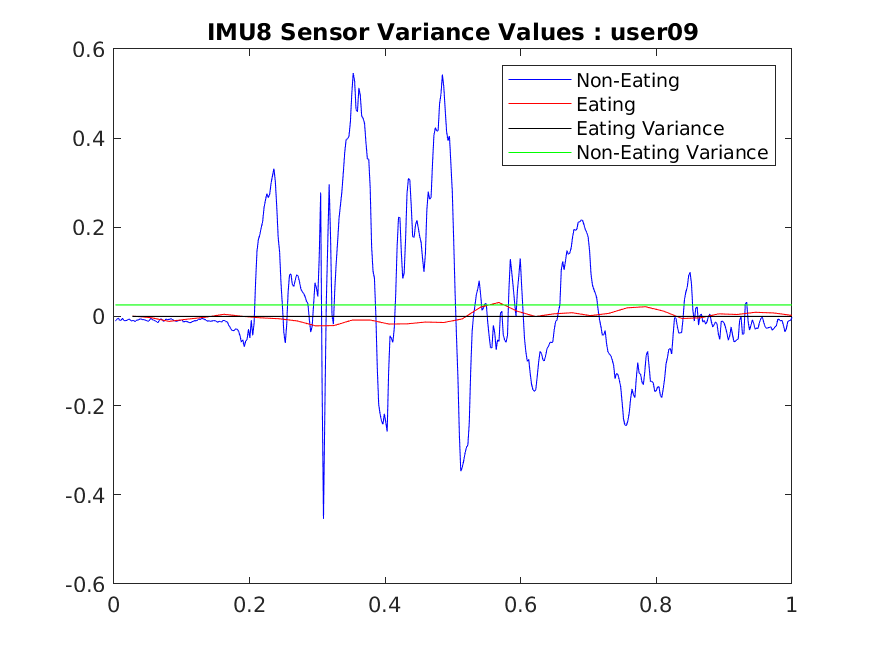 IMU8 Sensor Variance Values : user09
Non-Eating
Eating
Eating Variance
Non-Eating Variance
0.6
0.4
0.2
0
-0.2
-0.4
-0.6
0
0.2
0.4
0.6
0.8
1